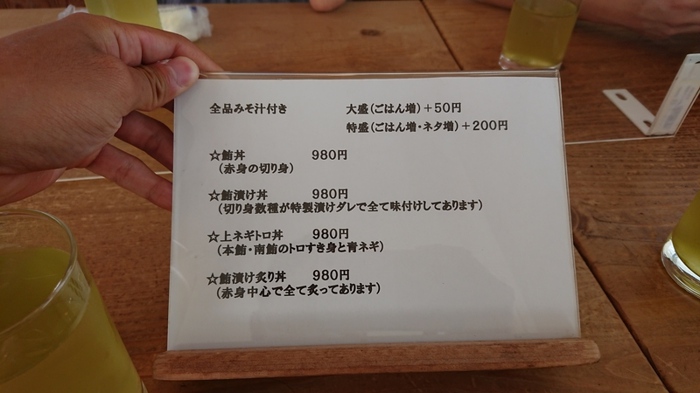 全品みそ汁付き 大盛(ごはん増)+50円
特盛(ごはん増・ネタ増)+200円
☆鮪丼 980円
(赤身の切り身)
☆鮪漬け丼 980円
(切り身数種が特製漬けダレで全て味付けしてあります)
☆上ネギトロ丼 980円
(本鮪・南鮪のトロすき身と青ネギ)
☆鮪漬け炙り丼 980円
(赤身中心で全て炙ってあります)